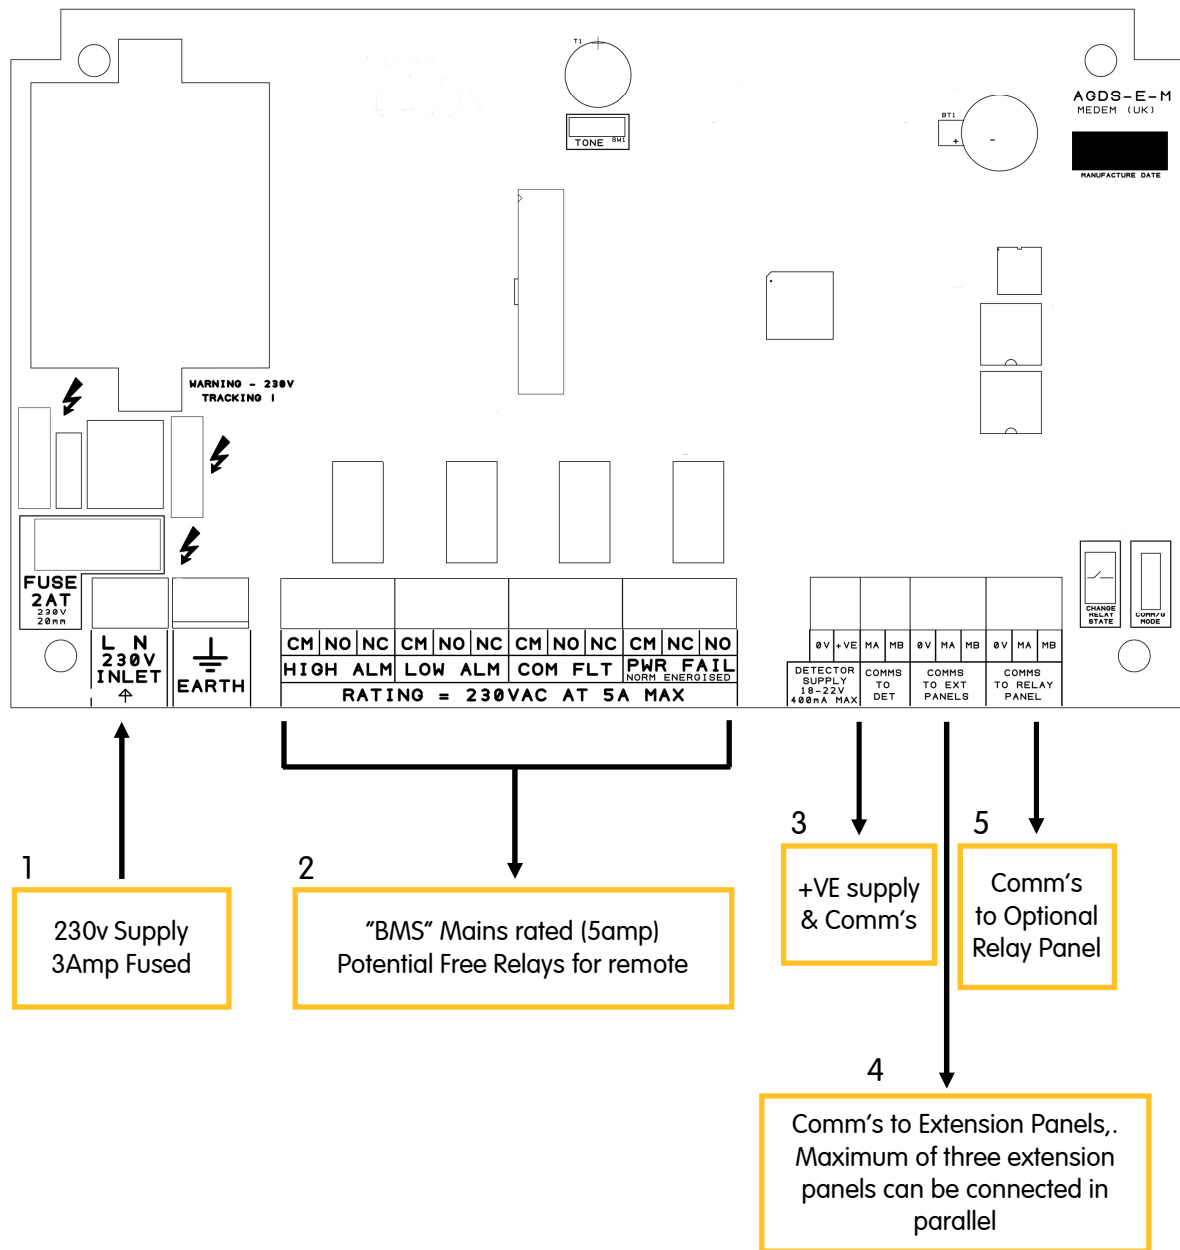 T1
TONE SW1
BT1
+ -
AGDS-E-M
MEDEM (UK)
MANUFACTURE DATE
WARNING - 230V
TRACKING !
FUSE
2AT
230V
20mm
L N
230V
INLET
EARTH
CM NO NC CM NO NC CM NO NC CM NC NO
HIGH ALM LOW ALM COM FLT PWR FAIL
NORM ENERGISED
RATING = 230VAC AT 5A MAX
0V +VE MA MB 0V MA MB 0V MA MB
DETECTOR
SUPPLY
18-22V
400mA MAX
COMMS
TO
DET
COMMS
TO EXT
PANELS
COMMS
TO RELAY
PANEL
CHANGE
RELAY
STATE
COMM/G
MODE
1
230v Supply
3Amp Fused
2
"BMS" Mains rated (5amp)
Potential Free Relays for remote
3
+VE supply
& Comm's
5
Comm's
to Optional
Relay Panel
4
Comm's to Extension Panels,.
Maximum of three extension
panels can be connected in
parallel